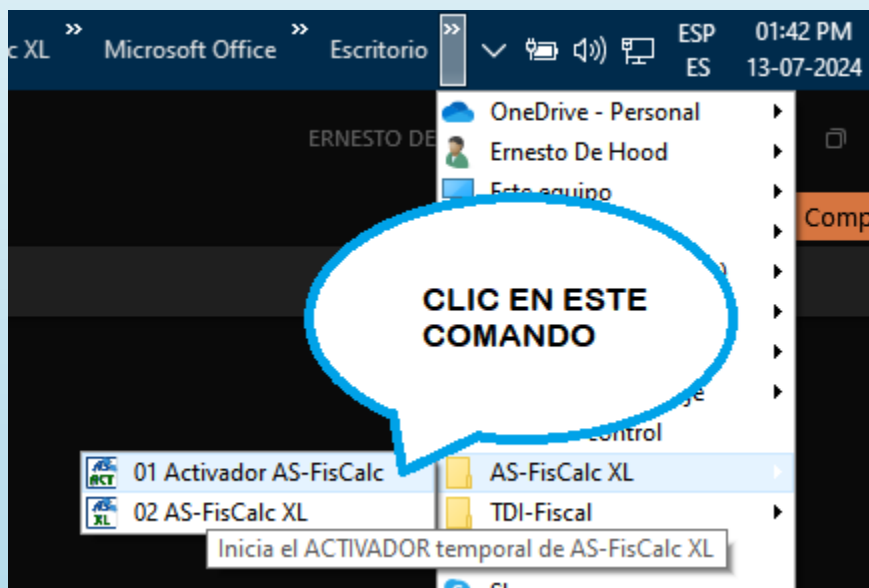 c XL » Microsoft Office » Escritorio » ESP 01:42 PM
ES 13-07-2024
ERNESTO DE
OneDrive - Personal
Ernesto De Hood
Este equipo
Comp
CLIC EN ESTE
COMANDO
control
01 Activador AS-FisCalc
AS-FisCalc XL
02 AS-FisCalc XL
TDI-Fiscal
Inicia el ACTIVADOR temporal de AS-FisCalc XL